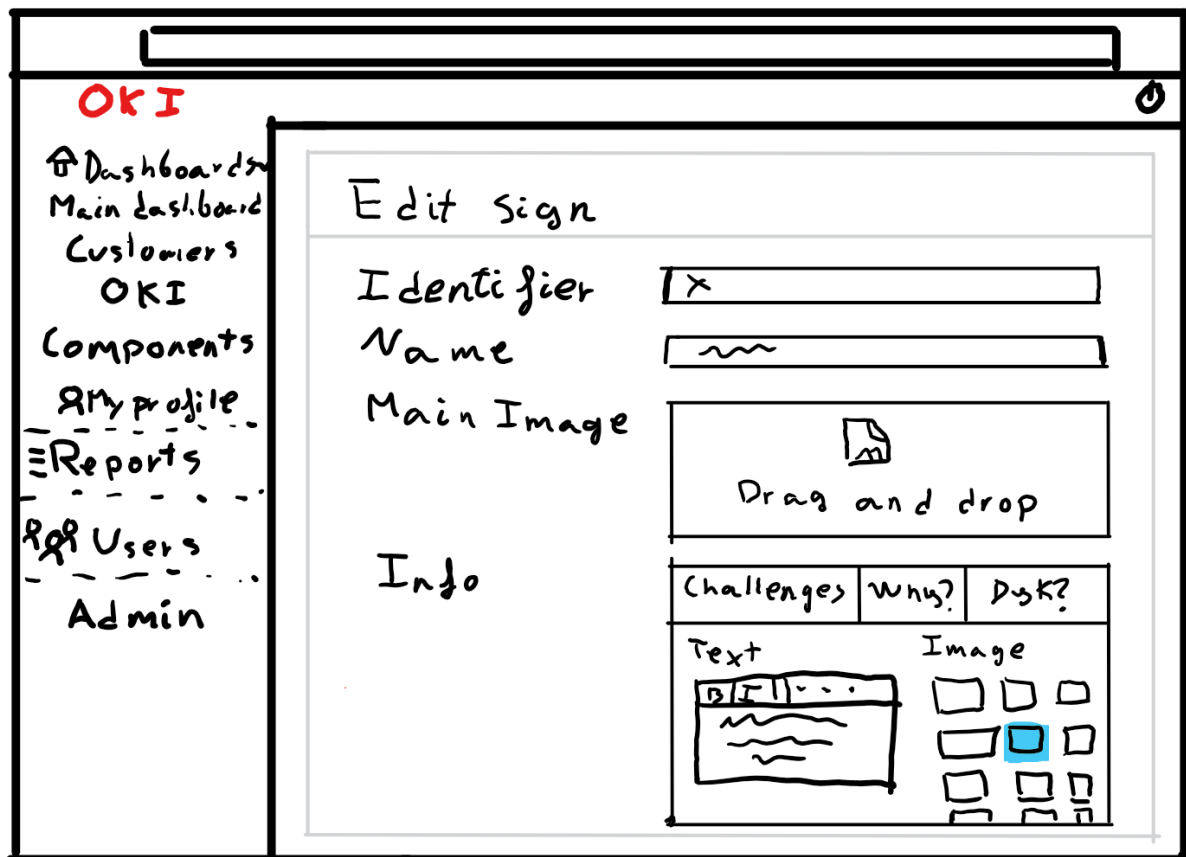 OKI
Dashboards
Main dashboard
Customers
OKI
Components
My profile
Reports
Users
Admin
Edit sign
Identifier
X
Name
Main Image
Drag and drop
Info
Challenges Why? DyK?
Text Image
B I ...